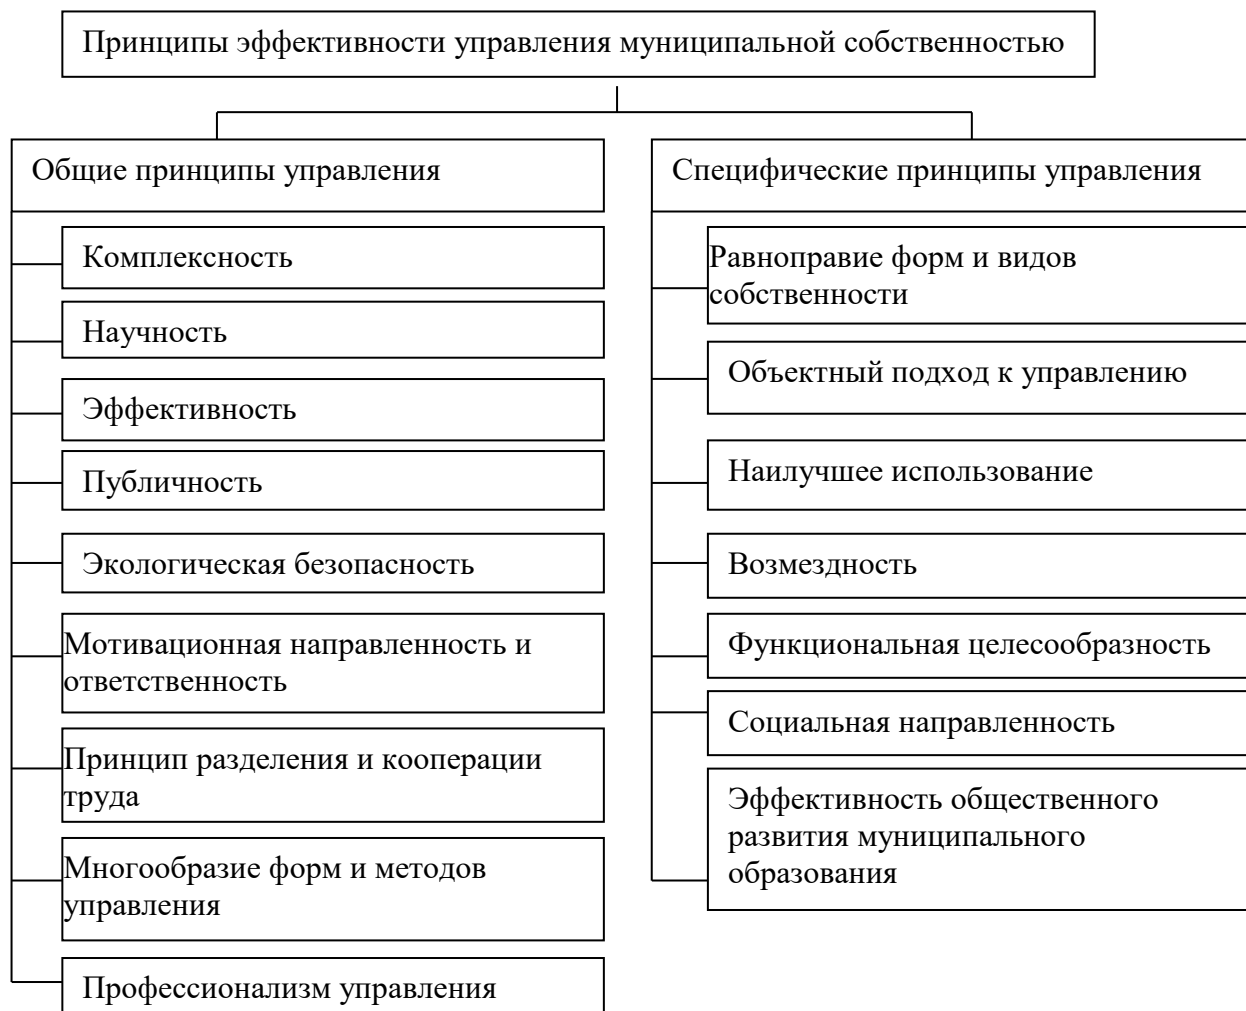 Принципы эффективности управления муниципальной собственностью
Общие принципы управления
Комплексность
Научность
Эффективность
Публичность
Экологическая безопасность
Мотивационная направленность и
ответственность
Принцип разделения и кооперации
труда
Многообразие форм и методов
управления
Профессионализм управления
Специфические принципы управления
Равноправие форм и видов
собственности
Объектный подход к управлению
Наилучшее использование
Возмездность
Функциональная целесообразность
Социальная направленность
Эффективность общественного
развития муниципального
образования